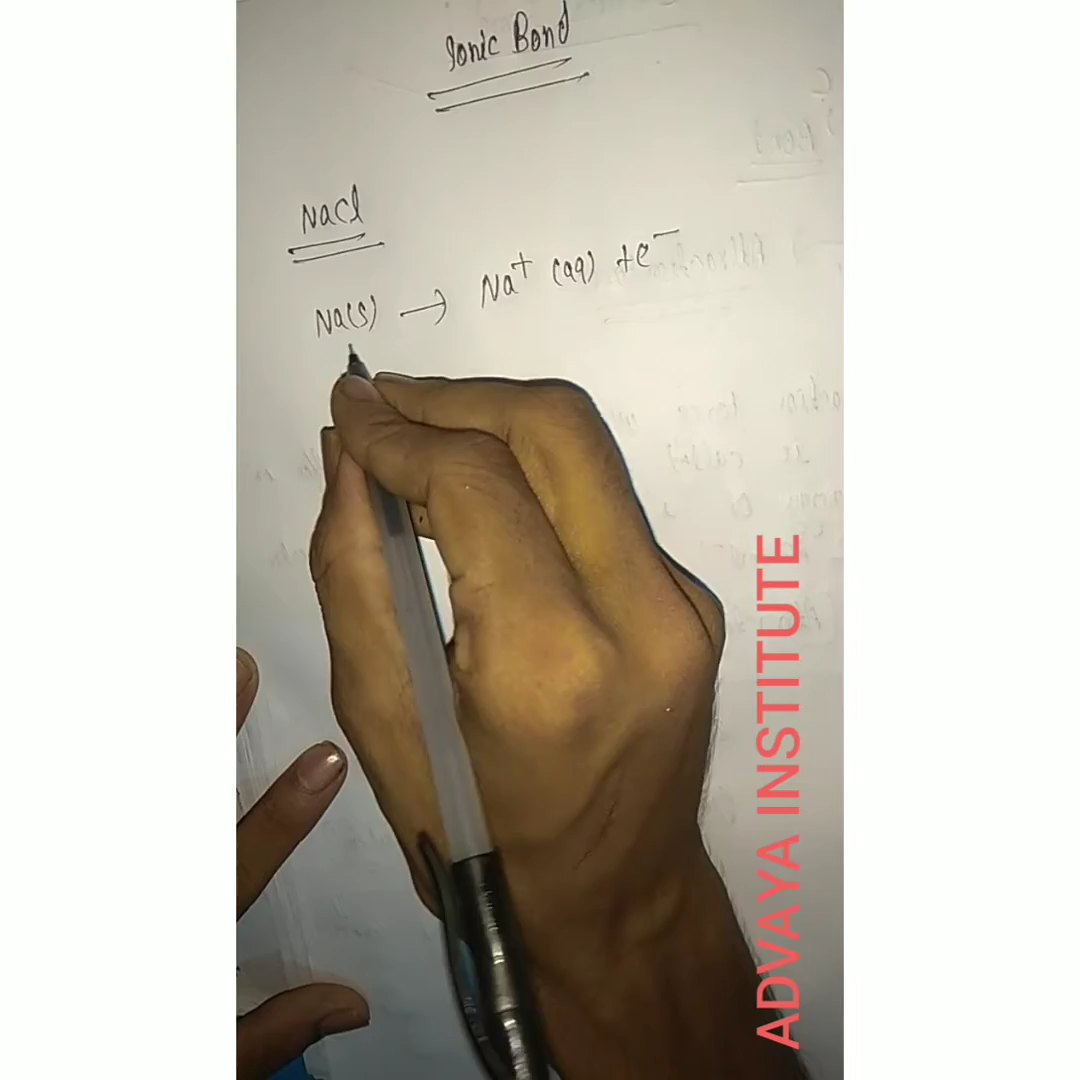 Ionic Bond
NaCl
Na(s) → Na⁺ (aq) + e⁻
ADVAYA INSTITUTE